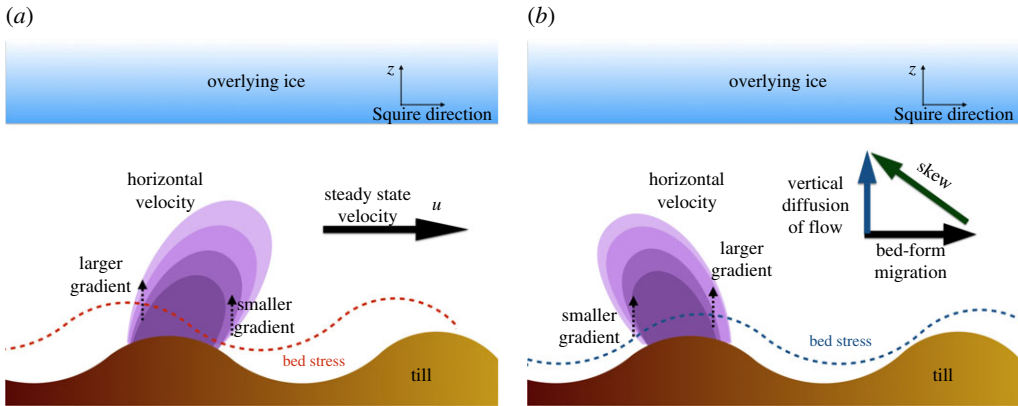 (a)
z
overlying ice
Squire direction
horizontal
velocity
steady state
velocity
u
larger
gradient
smaller
gradient
bed stress
till
(b)
z
overlying ice
Squire direction
horizontal
velocity
skew
vertical
diffusion
of flow
bed-form
migration
larger
gradient
smaller
gradient
bed stress
till